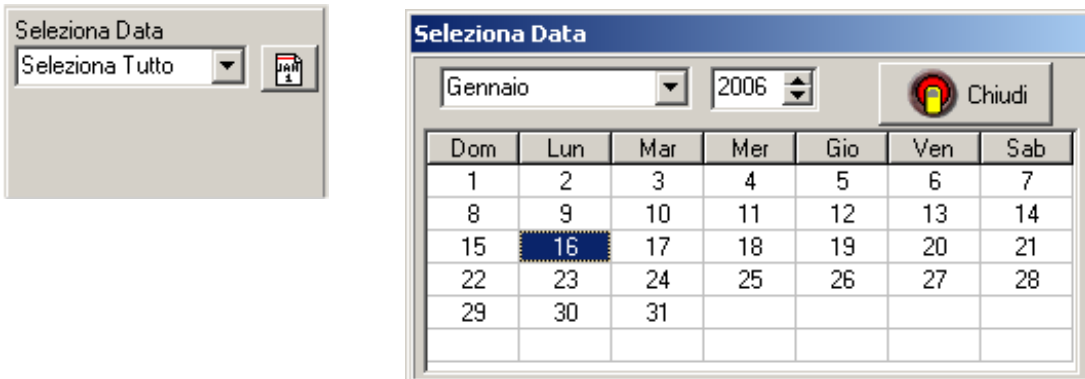 Seleziona Data
Seleziona Tutto
JAN
1
Seleziona Data
Gennaio 2006 Chiudi
Dom Lun Mar Mer Gio Ven Sab
1 2 3 4 5 6 7
8 9 10 11 12 13 14
15 16 17 18 19 20 21
22 23 24 25 26 27 28
29 30 31